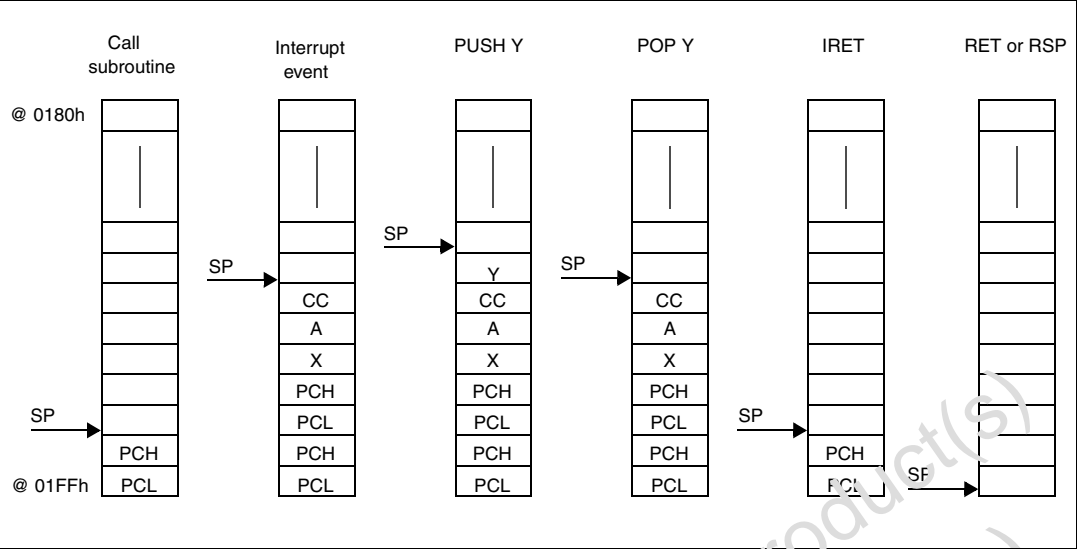 Call
subroutine
Interrupt
event
PUSH Y
POP Y
IRET
RET or RSP
@ 0180h
SP
SP
Y
SP
CC
CC
CC
A
A
A
X
X
X
PCH
PCH
PCH
SP
PCL
PCL
PCL
SP
PCH
PCH
PCH
PCH
PCH
@ 01FFh
PCL
PCL
PCL
PCL
PCL
SP
roduct(s)